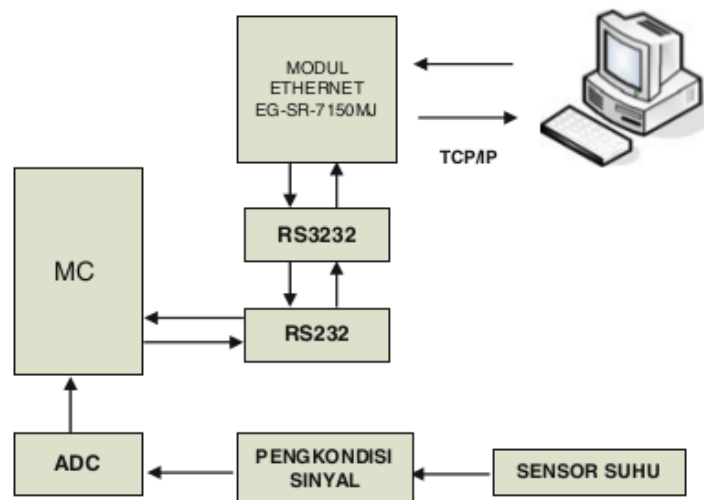 MODUL
ETHERNET
EG-SR-7150MJ
TCP/IP
RS3232
MC
RS232
ADC
PENGKONDISI
SINYAL
SENSOR SUHU